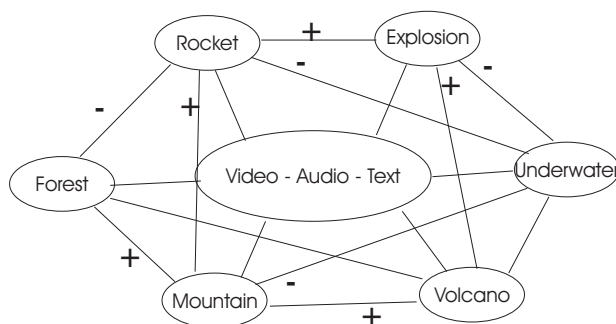 Rocket
+
Explosion
-
-
-
+
+
Forest
Video - Audio - Text
Underwater
+
Mountain
-
+
Volcano